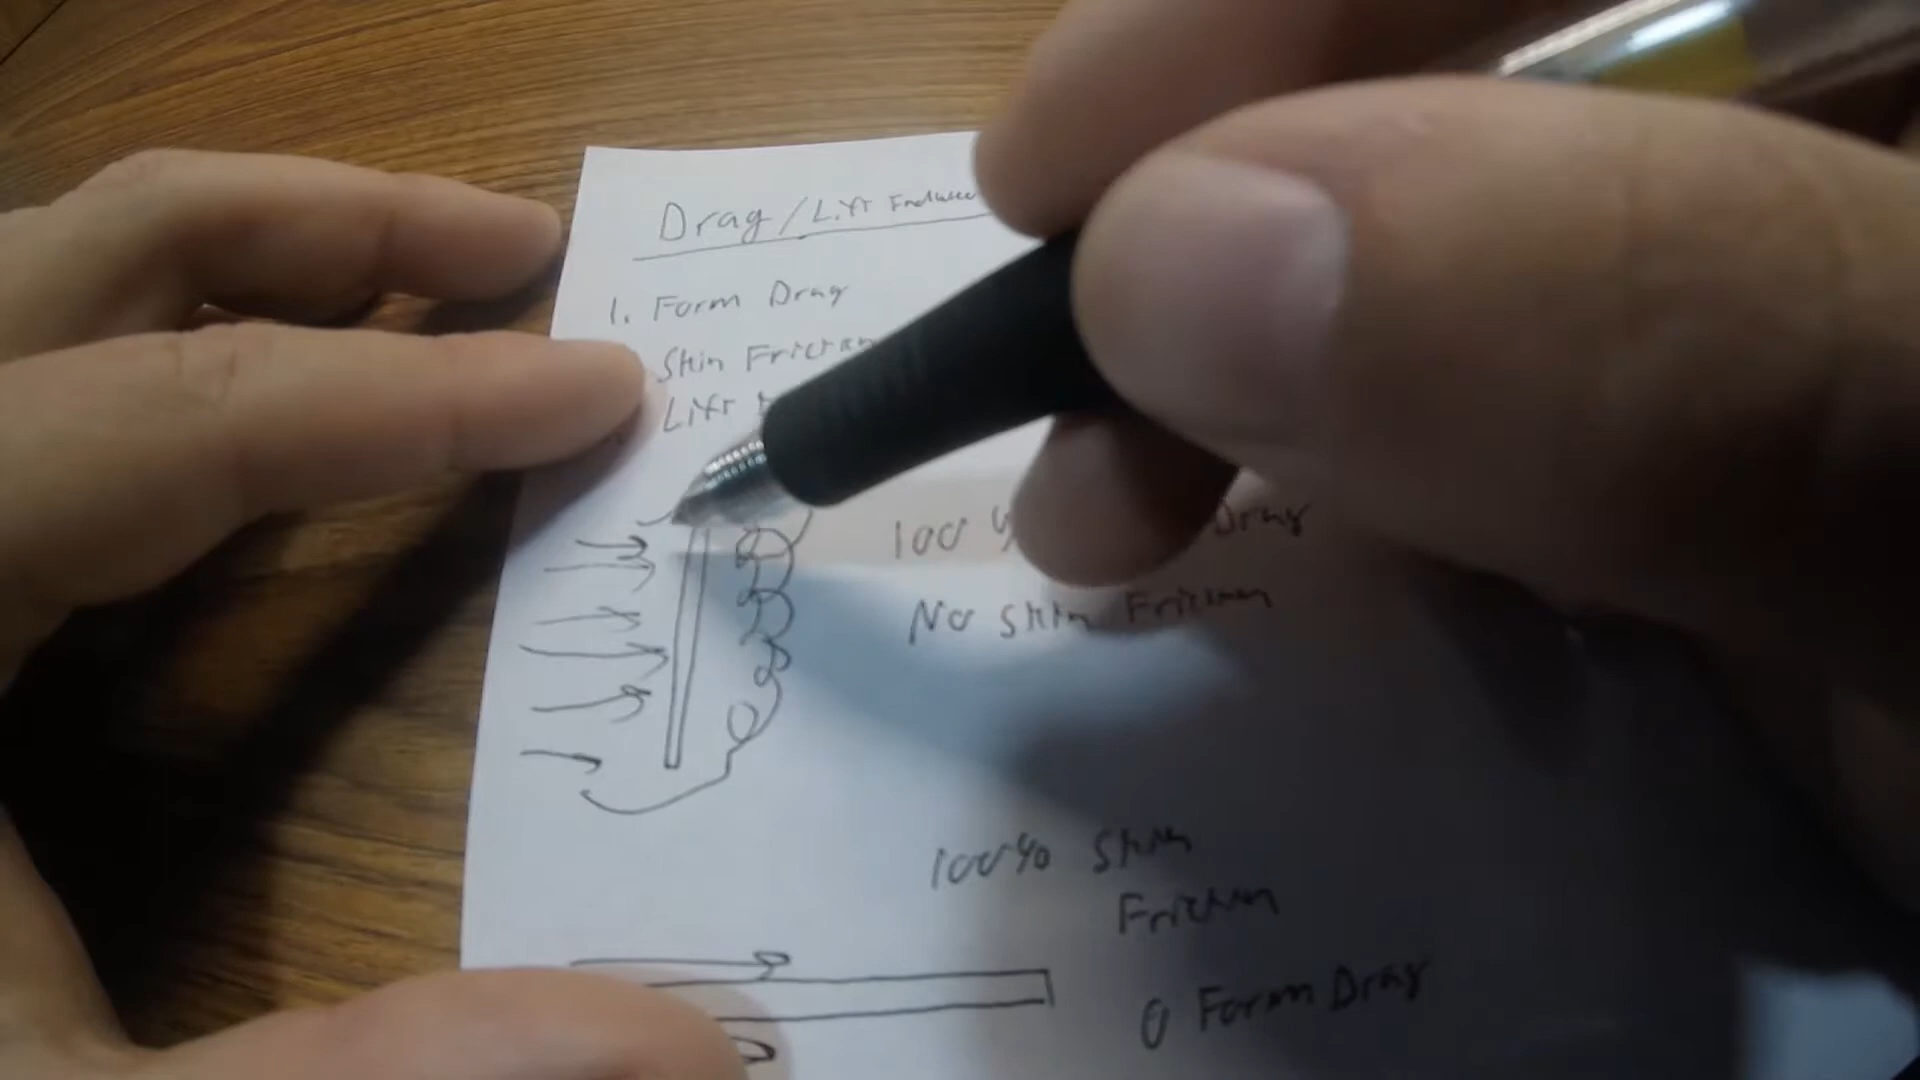 Drag / Lift
1. Form Drag
Skin Friction
Lift
100 % Drag
No Skin Friction
100% Skin
Friction
0 Form Drag